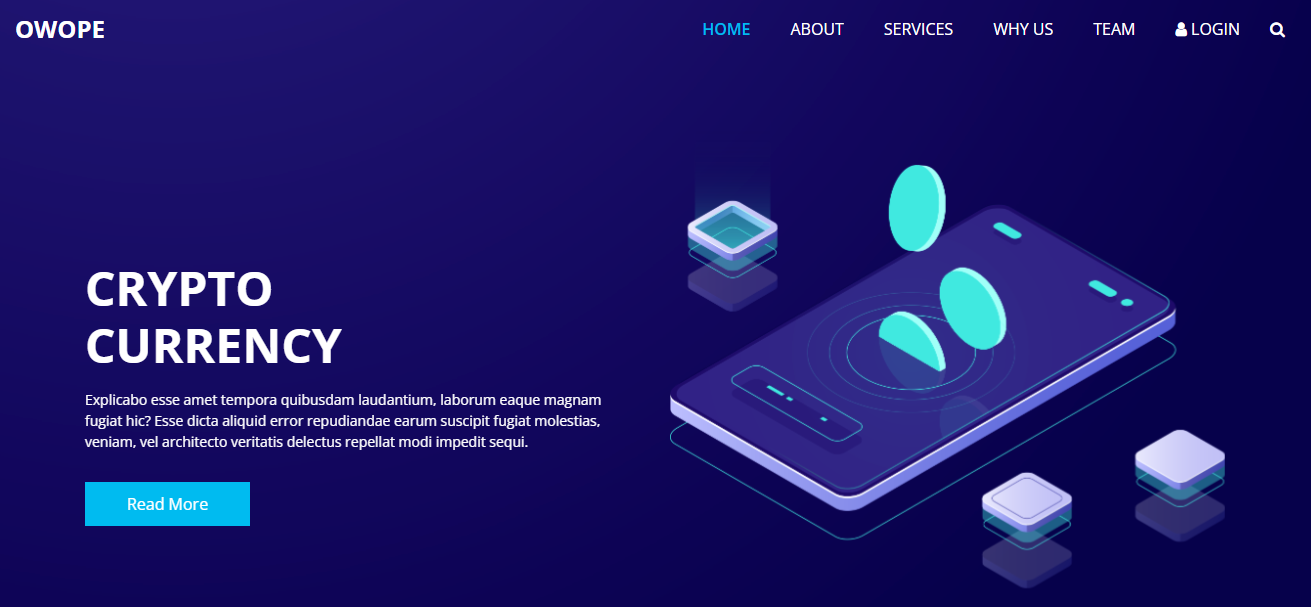 OWOPE
HOME ABOUT SERVICES WHY US TEAM LOGIN
CRYPTO
CURRENCY
Explicabo esse amet tempora quibusdam laudantium, laborum eaque magnam
fugiat hic? Esse dicta aliquid error repudiandae earum suscipit fugiat molestias,
veniam, vel architecto veritatis delectus repellat modi impedit sequi.
Read More